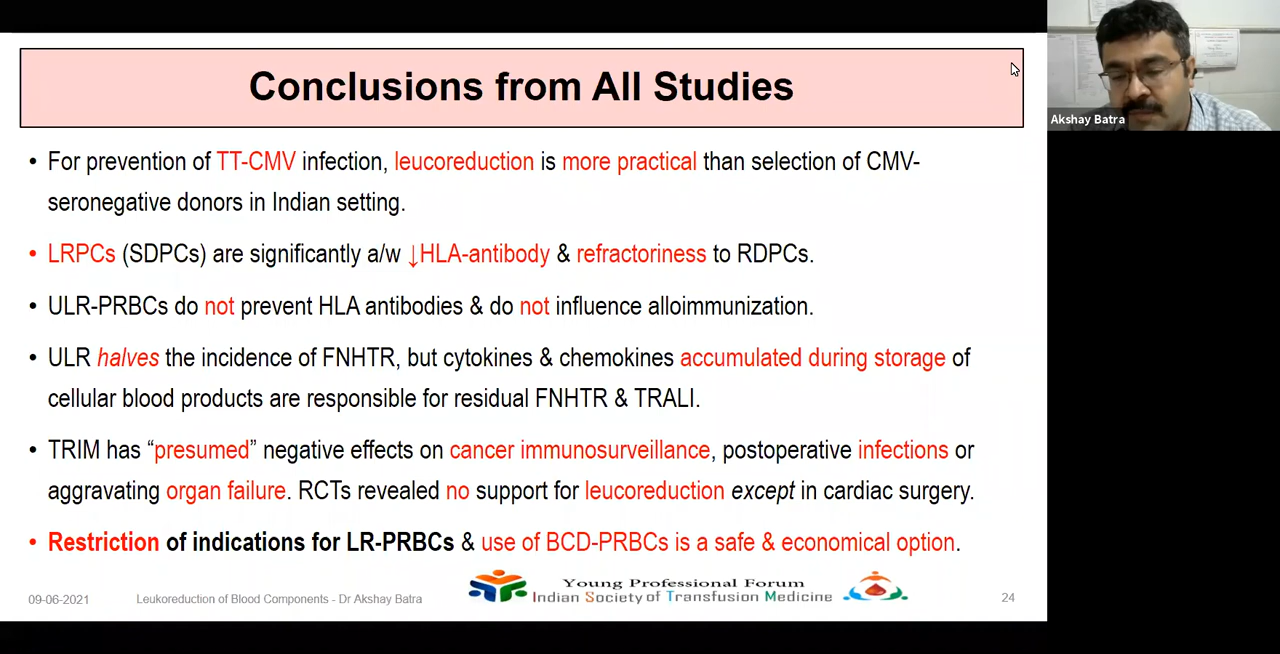 Conclusions from All Studies
• For prevention of TT-CMV infection, leucoreduction is more practical than selection of CMV-
seronegative donors in Indian setting.
• LRPCs (SDPCs) are significantly a/w ↓HLA-antibody & refractoriness to RDPCs.
• ULR-PRBCs do not prevent HLA antibodies & do not influence alloimmunization.
• ULR halves the incidence of FNHTR, but cytokines & chemokines accumulated during storage of
cellular blood products are responsible for residual FNHTR & TRALI.
• TRIM has “presumed” negative effects on cancer immunosurveillance, postoperative infections or
aggravating organ failure. RCTs revealed no support for leucoreduction except in cardiac surgery.
• Restriction of indications for LR-PRBCs & use of BCD-PRBCs is a safe & economical option.
09-06-2021
Leukoreduction of Blood Components - Dr Akshay Batra
Young Professional Forum
Indian Society of Transfusion Medicine
24
Akshay Batra